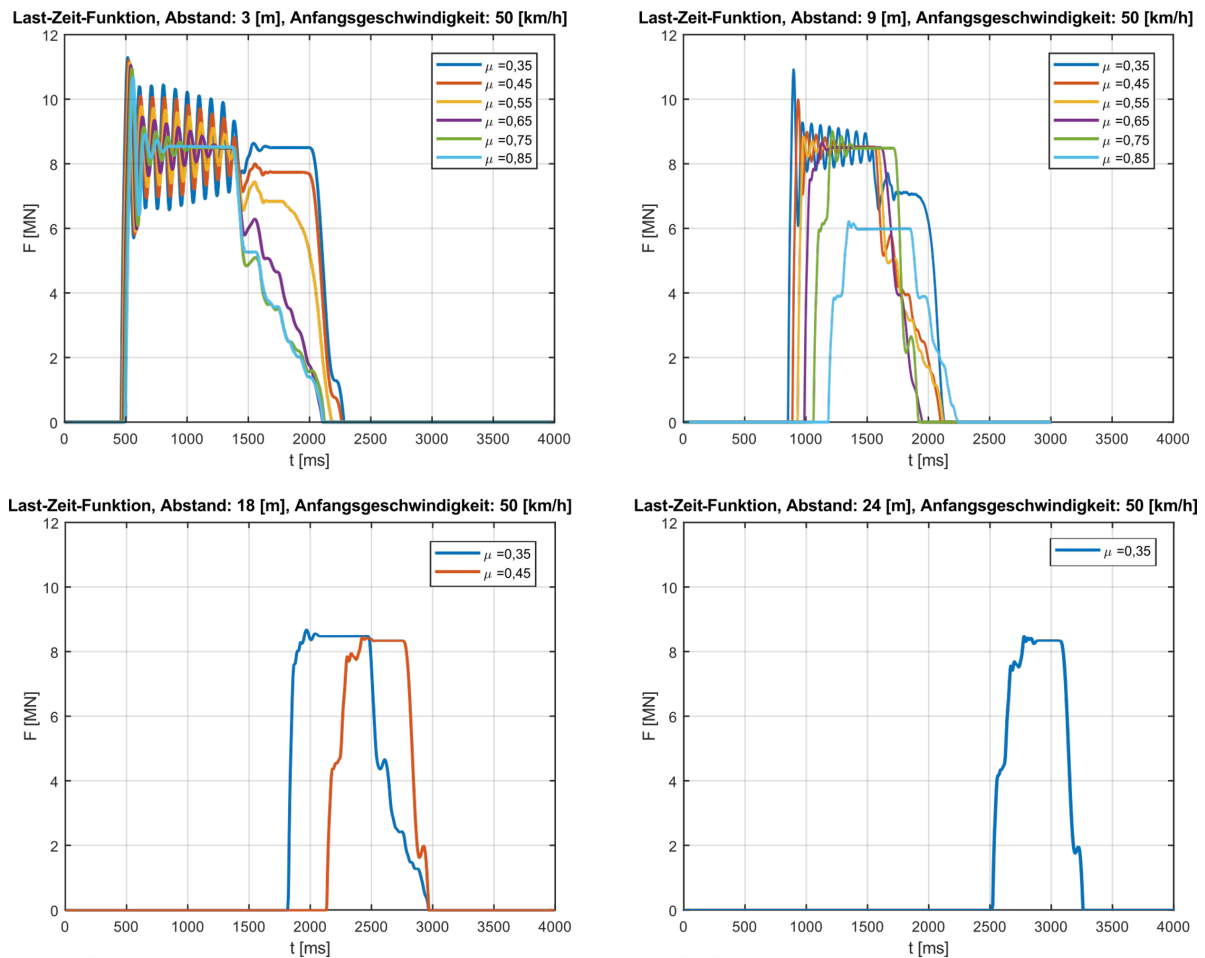 Last-Zeit-Funktion, Abstand: 3 [m], Anfangsgeschwindigkeit: 50 [km/h]
12
10
8
6
4
2
0
F [MN]
0 500 1000 1500 2000 2500 3000 3500 4000
t [ms]
μ =0,35
μ =0,45
μ =0,55
μ =0,65
μ =0,75
μ =0,85
Last-Zeit-Funktion, Abstand: 9 [m], Anfangsgeschwindigkeit: 50 [km/h]
12
10
8
6
4
2
0
F [MN]
0 500 1000 1500 2000 2500 3000 3500 4000
t [ms]
μ =0,35
μ =0,45
μ =0,55
μ =0,65
μ =0,75
μ =0,85
Last-Zeit-Funktion, Abstand: 18 [m], Anfangsgeschwindigkeit: 50 [km/h]
12
10
8
6
4
2
0
F [MN]
0 500 1000 1500 2000 2500 3000 3500 4000
t [ms]
μ =0,35
μ =0,45
Last-Zeit-Funktion, Abstand: 24 [m], Anfangsgeschwindigkeit: 50 [km/h]
12
10
8
6
4
2
0
F [MN]
0 500 1000 1500 2000 2500 3000 3500 4000
t [ms]
μ =0,35